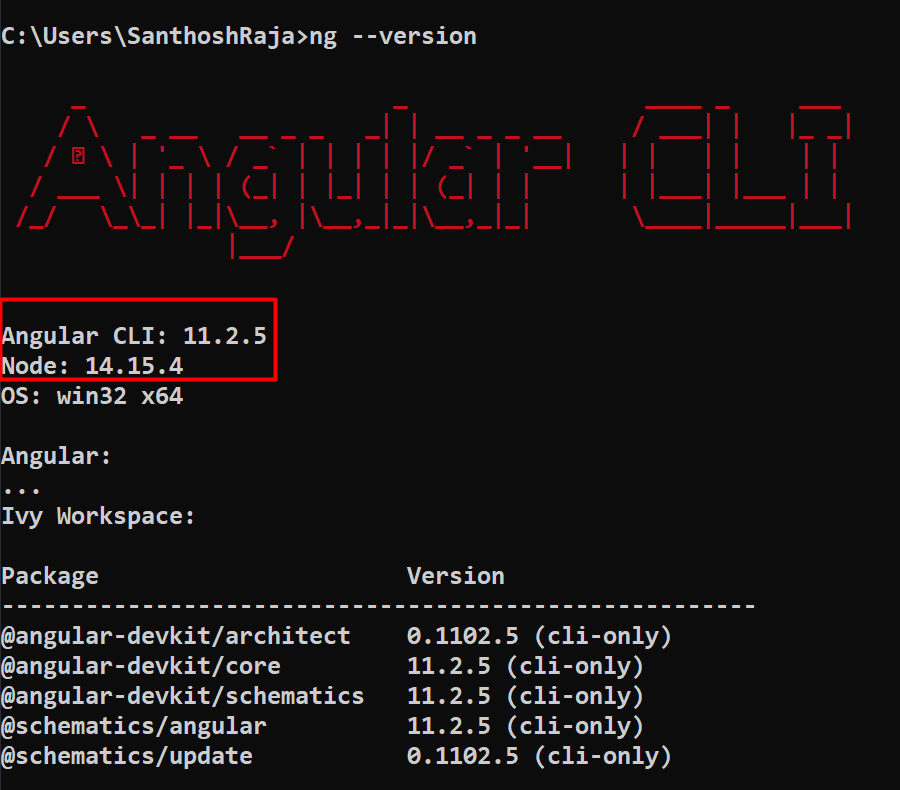 C:\Users\SanthoshRaja>ng --version
Angular CLI
Angular CLI: 11.2.5
Node: 14.15.4
OS: win32 x64
Angular:
...
Ivy Workspace:
Package Version
------------------------------------------------------
@angular-devkit/architect 0.1102.5 (cli-only)
@angular-devkit/core 11.2.5 (cli-only)
@angular-devkit/schematics 11.2.5 (cli-only)
@schematics/angular 11.2.5 (cli-only)
@schematics/update 0.1102.5 (cli-only)